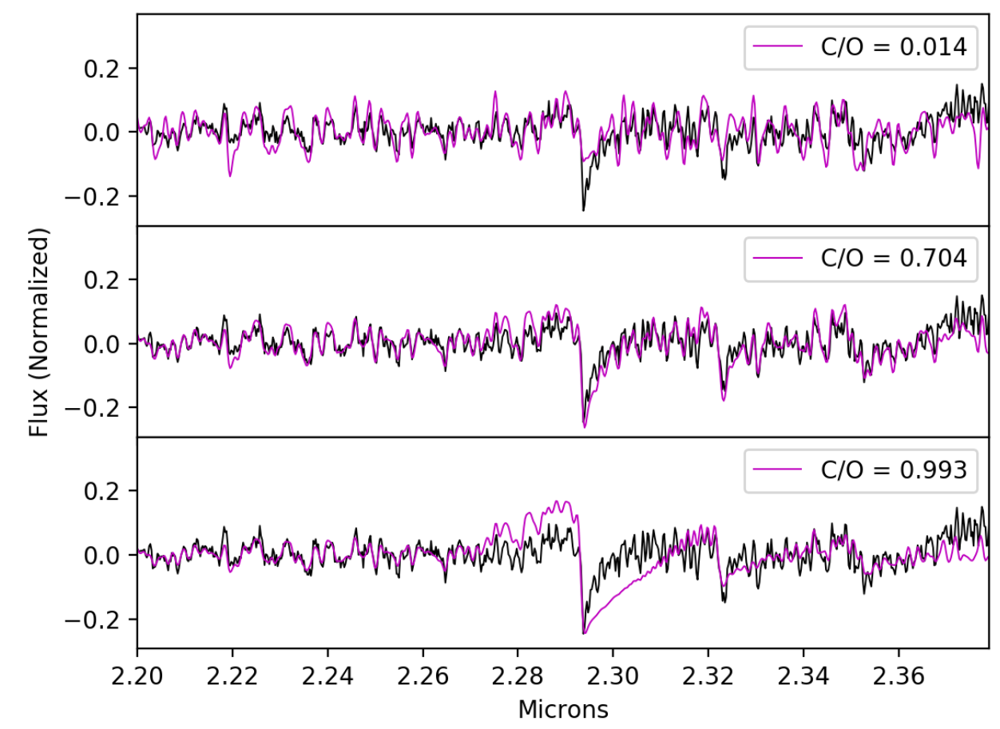 C/O = 0.014
0.2
0.0
−0.2
C/O = 0.704
0.2
0.0
−0.2
C/O = 0.993
0.2
0.0
−0.2
Flux (Normalized)
2.20 2.22 2.24 2.26 2.28 2.30 2.32 2.34 2.36
Microns